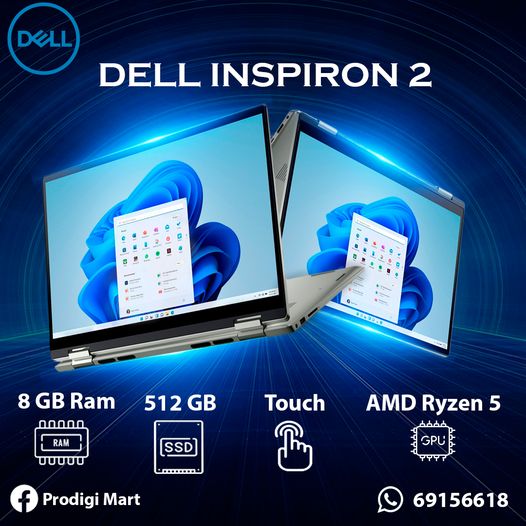 DELL
DELL INSPIRON 2
8 GB Ram
512 GB
Touch
AMD Ryzen 5
RAM
SSD
GPU
Prodigi Mart
69156618